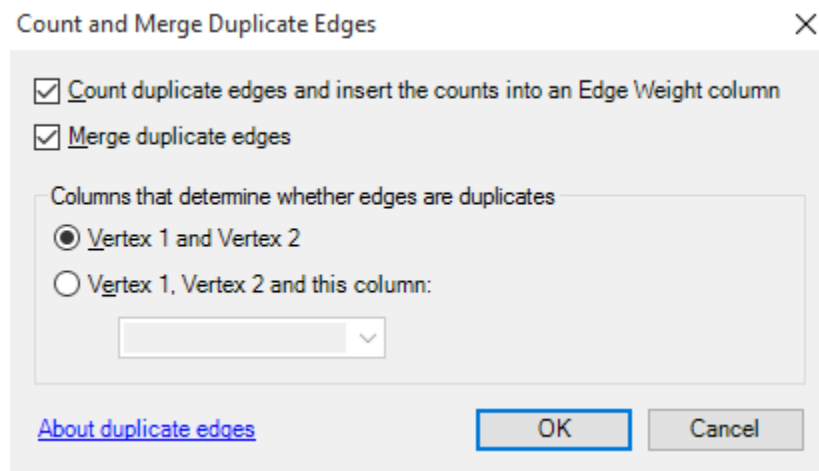 Count and Merge Duplicate Edges
Count duplicate edges and insert the counts into an Edge Weight column
Merge duplicate edges
Columns that determine whether edges are duplicates
Vertex 1 and Vertex 2
Vertex 1, Vertex 2 and this column:
About duplicate edges
OK
Cancel